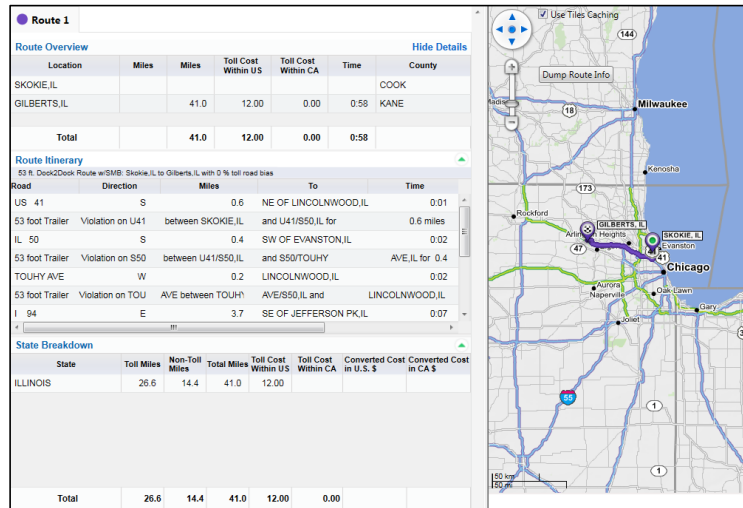 Route 1
Route Overview Hide Details
Location Miles Miles Toll Cost Within US Toll Cost Within CA Time County
SKOKIE,IL COOK
GILBERTS,IL 41.0 12.00 0.00 0:58 KANE
Total 41.0 12.00 0.00 0:58
Route Itinerary
53 ft. Dock2Dock Route w/SMB: Skokie,IL to Gilberts,IL with 0 % toll road bias
Road Direction Miles To Time
US 41 S 0.6 NE OF LINCOLNWOOD,IL 0:01
53 foot Trailer Violation on U41 between SKOKIE,IL and U41/S50,IL for 0.6 miles
IL 50 S 0.4 SW OF EVANSTON,IL 0:02
53 foot Trailer Violation on S50 between U41/S50,IL and S50/TOUHY AVE,IL for 0.4
TOUHY AVE W 0.2 LINCOLNWOOD,IL 0:02
53 foot Trailer Violation on TOU AVE between TOUHY AVE/S50,IL and LINCOLNWOOD,IL
I 94 E 3.7 SE OF JEFFERSON PK,IL 0:07
State Breakdown
State Toll Miles Non-Toll Miles Total Miles Toll Cost Within US Toll Cost Within CA Converted Cost in U.S. $ Converted Cost in CA $
ILLINOIS 26.6 14.4 41.0 12.00
Total 26.6 14.4 41.0 12.00 0.00
Use Tiles Caching
144
Dump Route Info
Milwaukee
18
Kenosha
173
Rockford
GILBERTS, IL
SKOKIE, IL
Arlington Heights
Evanston
47
41
Chicago
Aurora
Naperville
Oak Lawn
Gary
Joliet
55
1
1
50 km
50 mi